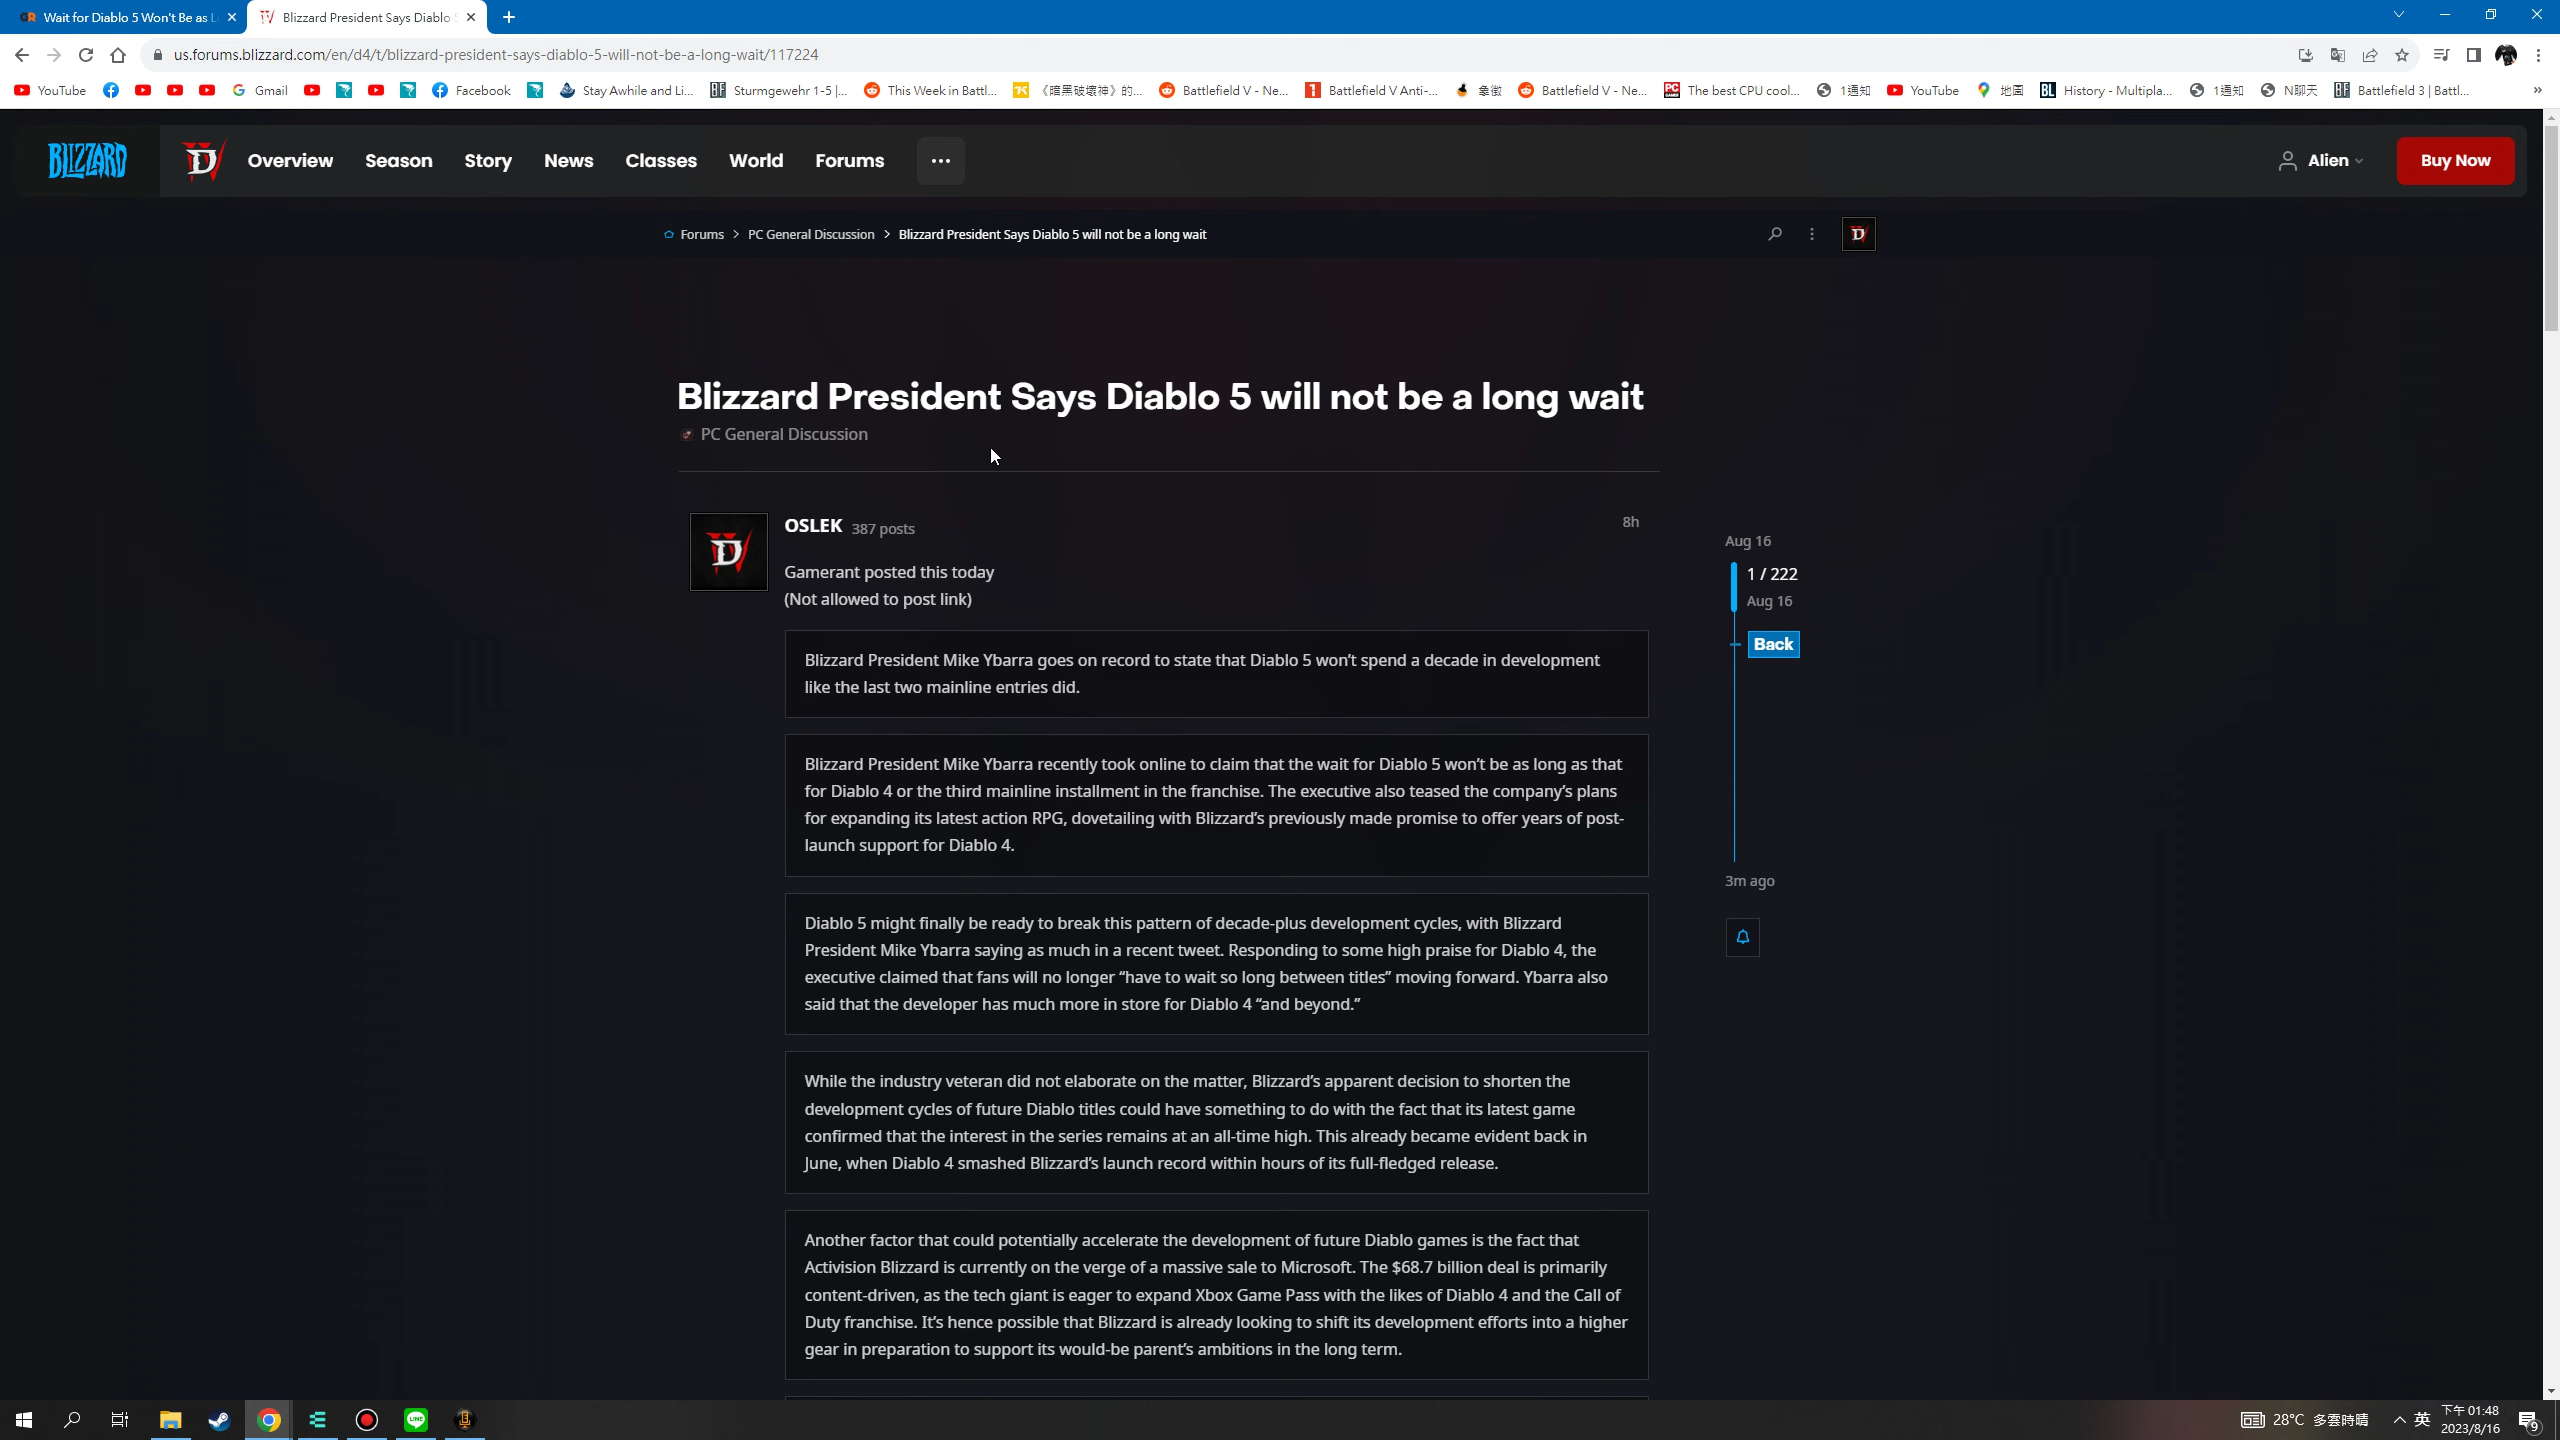 Wait for Diablo 5 Won't Be as L
Blizzard President Says Diablo 5
us.forums.blizzard.com/en/d4/t/blizzard-president-says-diablo-5-will-not-be-a-long-wait/117224
YouTube
Gmail
Facebook
Stay Awhile and Li...
Sturmgewehr 1-5 |...
This Week in Battl...
《暗黑破壞神》的...
Battlefield V - Ne...
Battlefield V Anti-...
象徵
Battlefield V - Ne...
The best CPU cool...
1通知
YouTube
地圖
History - Multipla...
1通知
N聊天
Battlefield 3 | Battl...
BLIZZARD
Overview
Season
Story
News
Classes
World
Forums
Alien
Buy Now
Forums > PC General Discussion > Blizzard President Says Diablo 5 will not be a long wait
Blizzard President Says Diablo 5 will not be a long wait
PC General Discussion
OSLEK 387 posts
8h
Gamerant posted this today
(Not allowed to post link)
Blizzard President Mike Ybarra goes on record to state that Diablo 5 won't spend a decade in development
like the last two mainline entries did.
Blizzard President Mike Ybarra recently took online to claim that the wait for Diablo 5 won't be as long as that
for Diablo 4 or the third mainline installment in the franchise. The executive also teased the company's plans
for expanding its latest action RPG, dovetailing with Blizzard's previously made promise to offer years of post-
launch support for Diablo 4.
Diablo 5 might finally be ready to break this pattern of decade-plus development cycles, with Blizzard
President Mike Ybarra saying as much in a recent tweet. Responding to some high praise for Diablo 4, the
executive claimed that fans will no longer “have to wait so long between titles” moving forward. Ybarra also
said that the developer has much more in store for Diablo 4 “and beyond.”
While the industry veteran did not elaborate on the matter, Blizzard's apparent decision to shorten the
development cycles of future Diablo titles could have something to do with the fact that its latest game
confirmed that the interest in the series remains at an all-time high. This already became evident back in
June, when Diablo 4 smashed Blizzard's launch record within hours of its full-fledged release.
Another factor that could potentially accelerate the development of future Diablo games is the fact that
Activision Blizzard is currently on the verge of a massive sale to Microsoft. The $68.7 billion deal is primarily
content-driven, as the tech giant is eager to expand Xbox Game Pass with the likes of Diablo 4 and the Call of
Duty franchise. It's hence possible that Blizzard is already looking to shift its development efforts into a higher
gear in preparation to support its would-be parent's ambitions in the long term.
Aug 16
1 / 222
Aug 16
Back
3m ago
28°C 多雲時晴
英
下午 01:48
2023/8/16
9